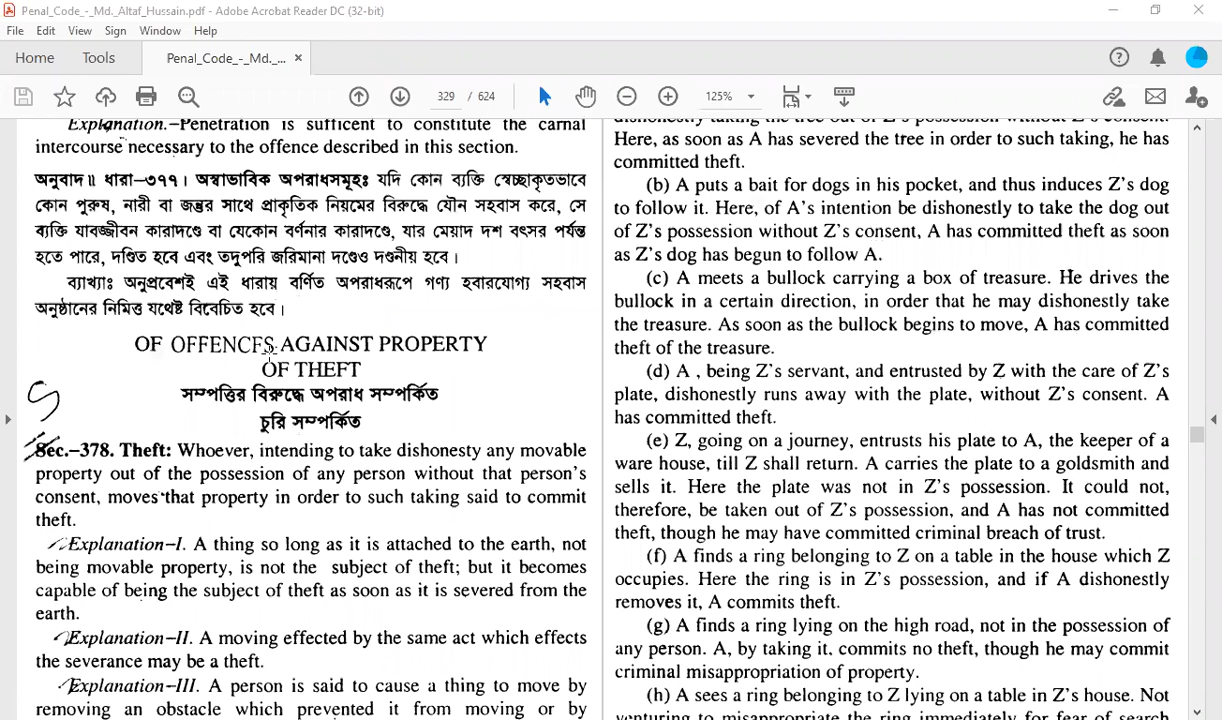 Penal_Code_-_Md._Altaf_Hussain.pdf - Adobe Acrobat Reader DC (32-bit)
File Edit View Sign Window Help
Home Tools Penal_Code_-_Md._... ×
329 / 624 125%
Explanation.–Penetration is sufficent to constitute the carnal
intercourse necessary to the offence described in this section.
অনুবাদ॥ ধারা–৩৭৭। অস্বাভাবিক অপরাধসমূহঃ যদি কোন ব্যক্তি স্বেচ্ছাকৃতভাবে
কোন পুরুষ, নারী বা জন্তুর সাথে প্রাকৃতিক নিয়মের বিরুদ্ধে যৌন সহবাস করে, সে
ব্যক্তি যাবজ্জীবন কারাদণ্ডে বা যেকোন বর্ণনার কারাদণ্ডে, যার মেয়াদ দশ বৎসর পর্যন্ত
হতে পারে, দণ্ডিত হবে এবং তদুপরি জরিমানা দণ্ডেও দণ্ডনীয় হবে।
ব্যাখ্যাঃ অনুপ্রবেশই এই ধারায় বর্ণিত অপরাধরূপে গণ্য হবারযোগ্য সহবাস
অনুষ্ঠানের নিমিত্ত যথেষ্ট বিবেচিত হবে।
OF OFFENCES AGAINST PROPERTY
OF THEFT
সম্পত্তির বিরুদ্ধে অপরাধ সম্পর্কিত
চুরি সম্পর্কিত
Sec.–378. Theft: Whoever, intending to take dishonesty any movable
property out of the possession of any person without that person's
consent, moves that property in order to such taking said to commit
theft.
Explanation–I. A thing so long as it is attached to the earth, not
being movable property, is not the subject of theft; but it becomes
capable of being the subject of theft as soon as it is severed from the
earth.
Explanation–II. A moving effected by the same act which effects
the severance may be a theft.
Explanation–III. A person is said to cause a thing to move by
removing an obstacle which prevented it from moving or by
dishonestly taking the tree out of Z's possession without Z's consent.
Here, as soon as A has severed the tree in order to such taking, he has
committed theft.
(b) A puts a bait for dogs in his pocket, and thus induces Z's dog
to follow it. Here, of A's intention be dishonestly to take the dog out
of Z's possession without Z's consent, A has committed theft as soon
as Z's dog has begun to follow A.
(c) A meets a bullock carrying a box of treasure. He drives the
bullock in a certain direction, in order that he may dishonestly take
the treasure. As soon as the bullock begins to move, A has committed
theft of the treasure.
(d) A , being Z's servant, and entrusted by Z with the care of Z's
plate, dishonestly runs away with the plate, without Z's consent. A
has committed theft.
(e) Z, going on a journey, entrusts his plate to A, the keeper of a
ware house, till Z shall return. A carries the plate to a goldsmith and
sells it. Here the plate was not in Z's possession. It could not,
therefore, be taken out of Z's possession, and A has not committed
theft, though he may have committed criminal breach of trust.
(f) A finds a ring belonging to Z on a table in the house which Z
occupies. Here the ring is in Z's possession, and if A dishonestly
removes it, A commits theft.
(g) A finds a ring lying on the high road, not in the possession of
any person. A, by taking it, commits no theft, though he may commit
criminal misappropriation of property.
(h) A sees a ring belonging to Z lying on a table in Z's house. Not
venturing to misappropriate the ring immediately for fear of search